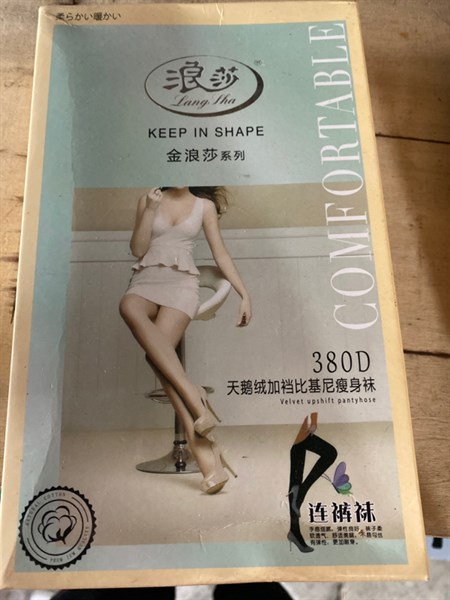 柔らかい暖かい
浪莎
®
Lang Sha
KEEP IN SHAPE
金浪莎系列
COMFORTABLE
380D
天鹅绒加裆比基尼瘦身袜
Velvet upshift pantyhose
连裤袜
NATURAL COTTON